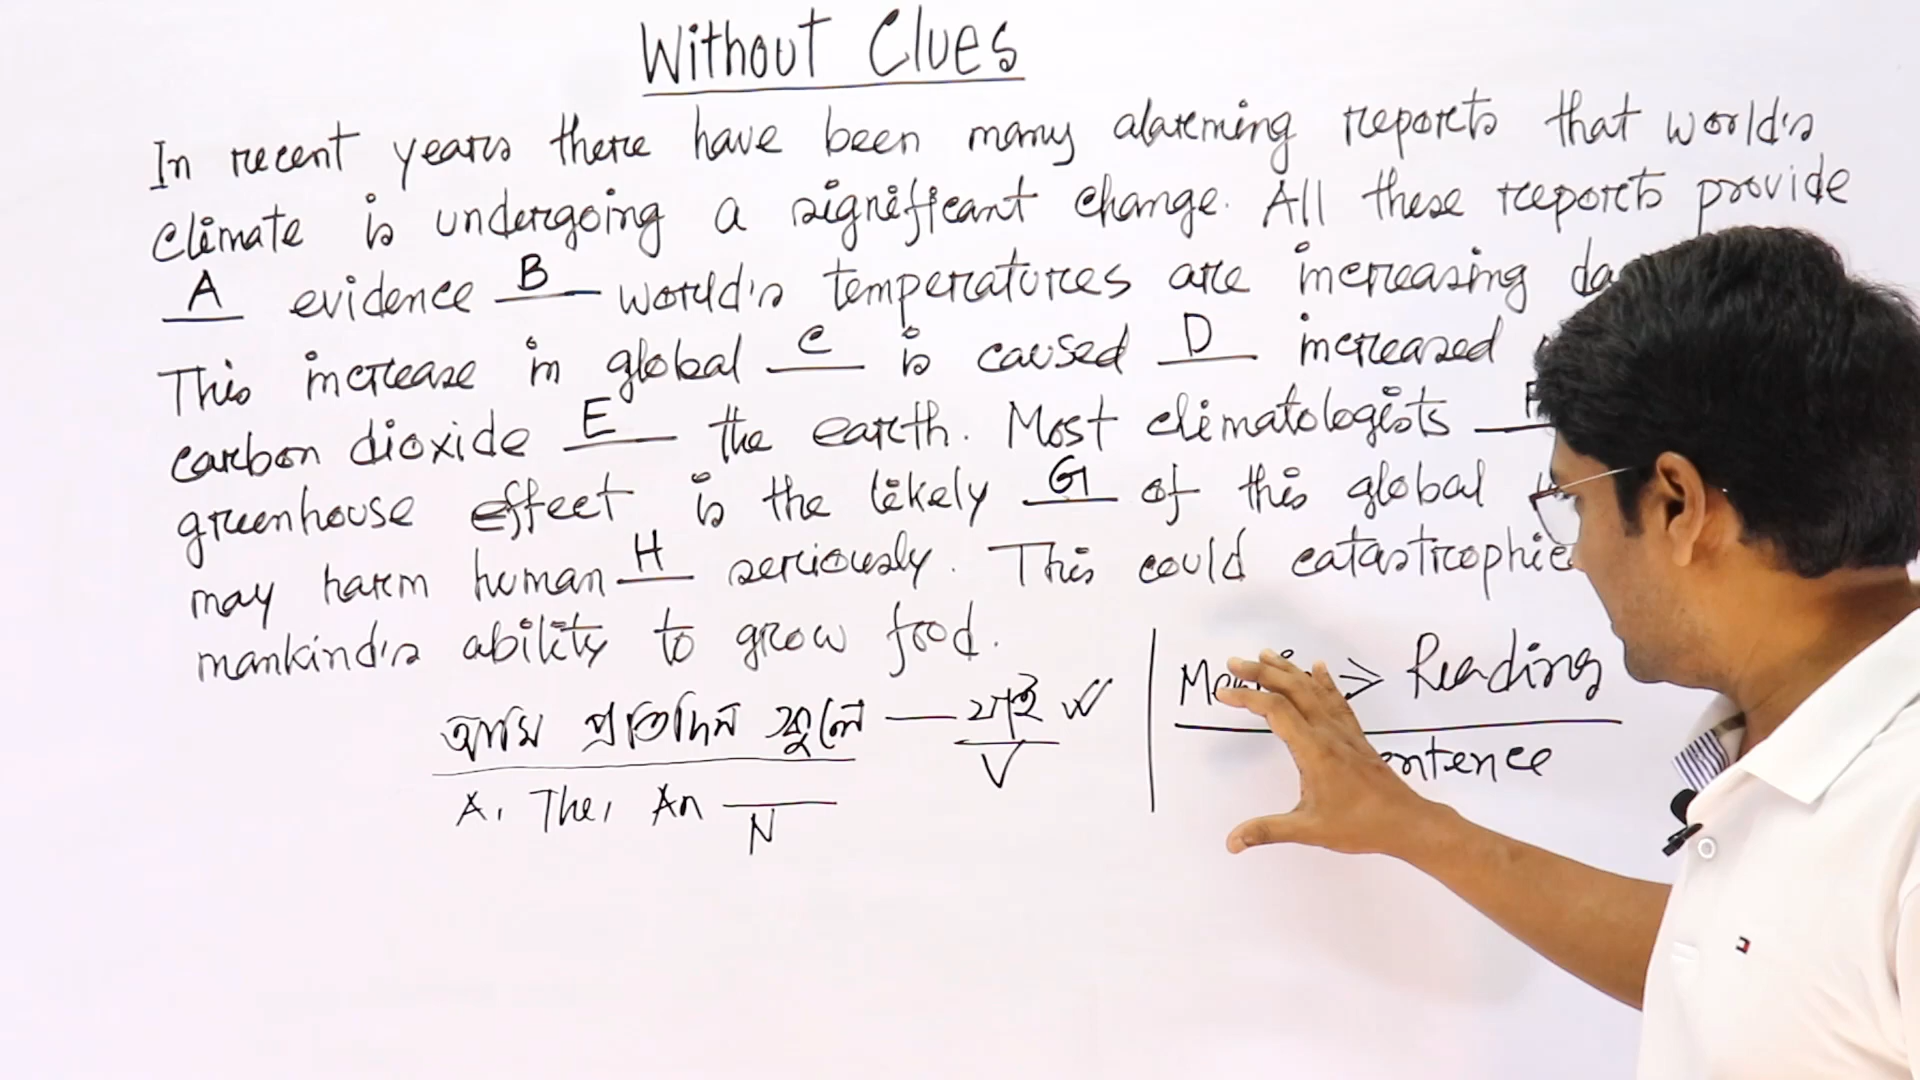 Without Clues
In recent years there have been many alarming reports that world's
climate is undergoing a significant change. All these reports provide
A evidence B world's temperatures are increasing
This increase in global C is caused D increased
carbon dioxide E the earth. Most climatologists
greenhouse effect is the likely G of this global
may harm human H seriously. This could
mankind's ability to grow food.
আমি প্রতিদিন স্কুলে — যাই
V
A, The, An
N
> Reading